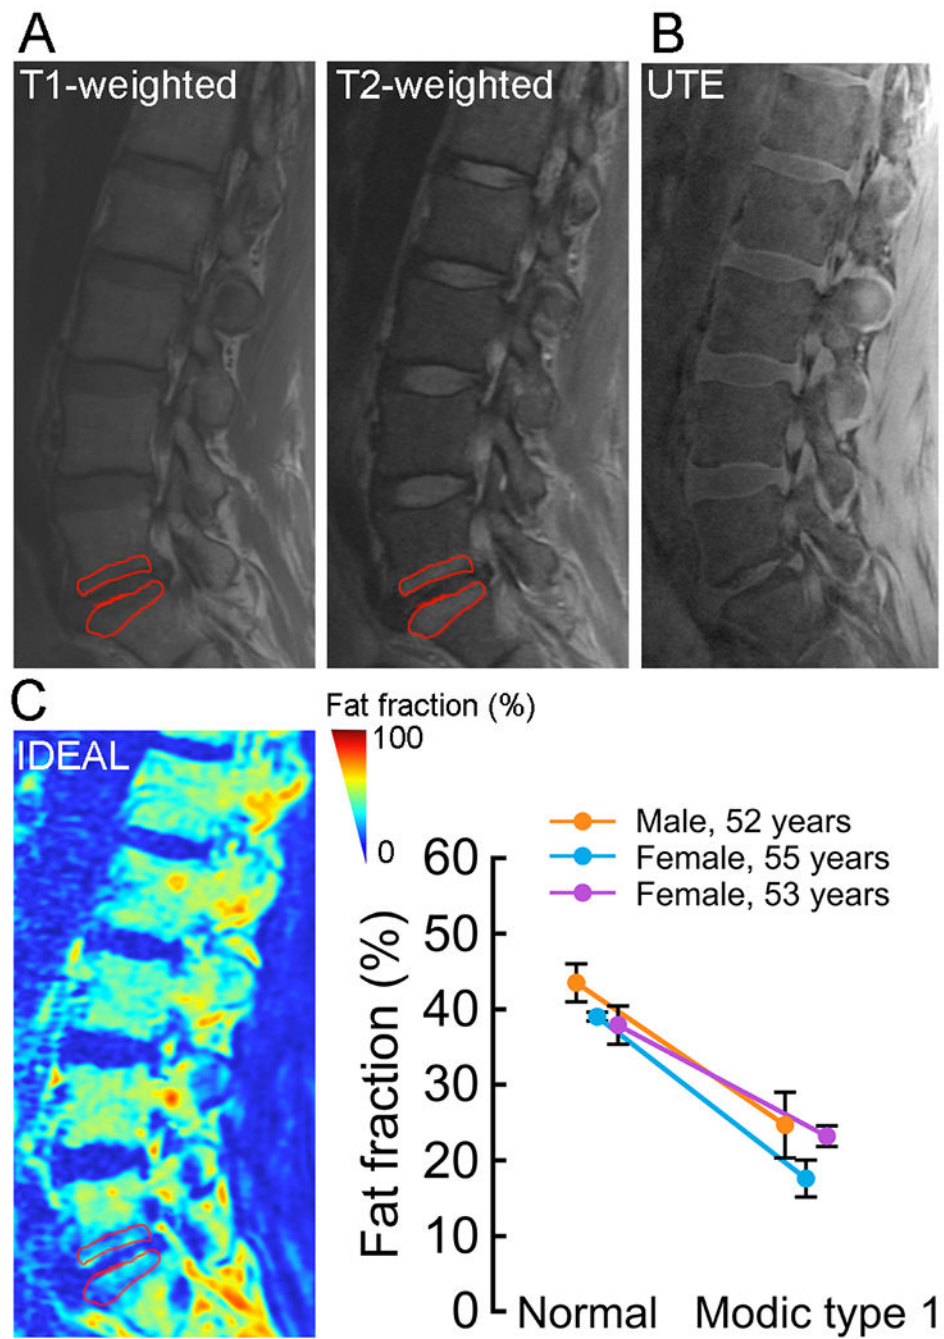 A
B
T1-weighted
T2-weighted
UTE
C
Fat fraction (%)
IDEAL
100
0
Male, 52 years
Female, 55 years
Female, 53 years
Fat fraction (%)
60
50
40
30
20
10
0
Normal
Modic type 1